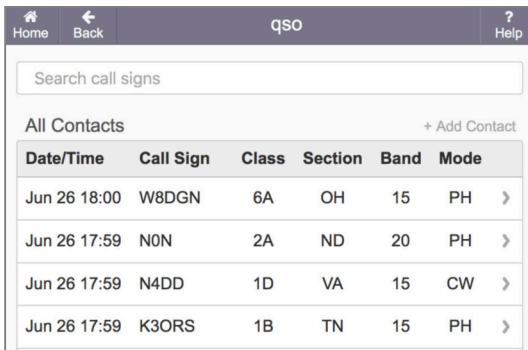 Home Back qso ? Help
Search call signs
All Contacts + Add Contact
Date/Time Call Sign Class Section Band Mode
Jun 26 18:00 W8DGN 6A OH 15 PH
Jun 26 17:59 N0N 2A ND 20 PH
Jun 26 17:59 N4DD 1D VA 15 CW
Jun 26 17:59 K3ORS 1B TN 15 PH